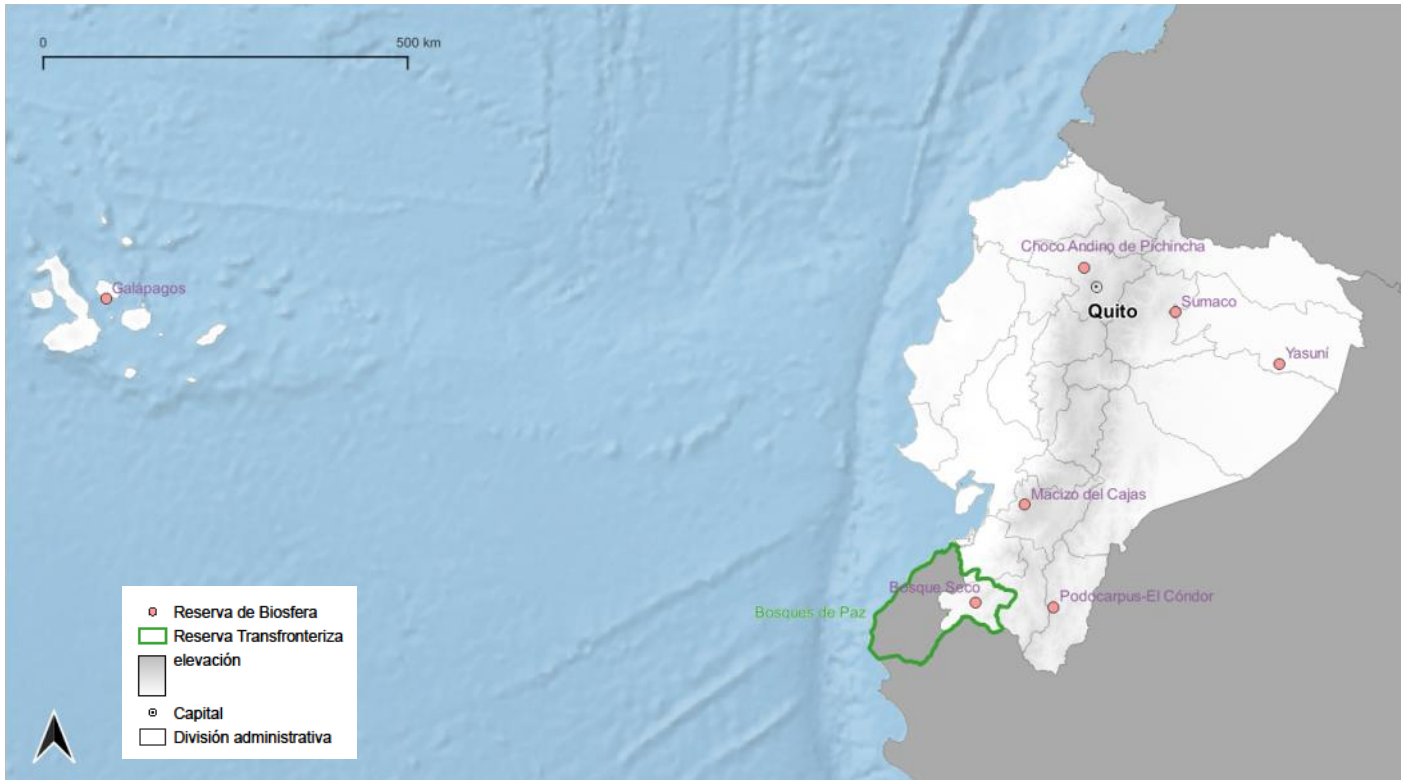 0
500 km
Choco Andino de Pichincha
Galápagos
Sumaco
Quito
Yasuní
Macizo del Cajas
Bosque Seco
Podocarpus-El Cóndor
Bosques de Paz
Reserva de Biosfera
Reserva Transfronteriza
elevación
Capital
División administrativa